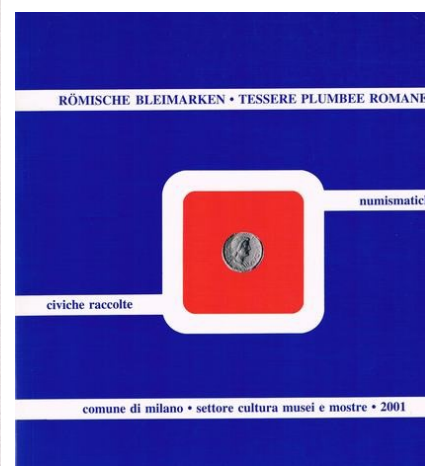 RÖMISCHE BLEIMARKEN • TESSERE PLUMBEE ROMANE
numismatich
civiche raccolte
comune di milano • settore cultura musei e mostre • 2001